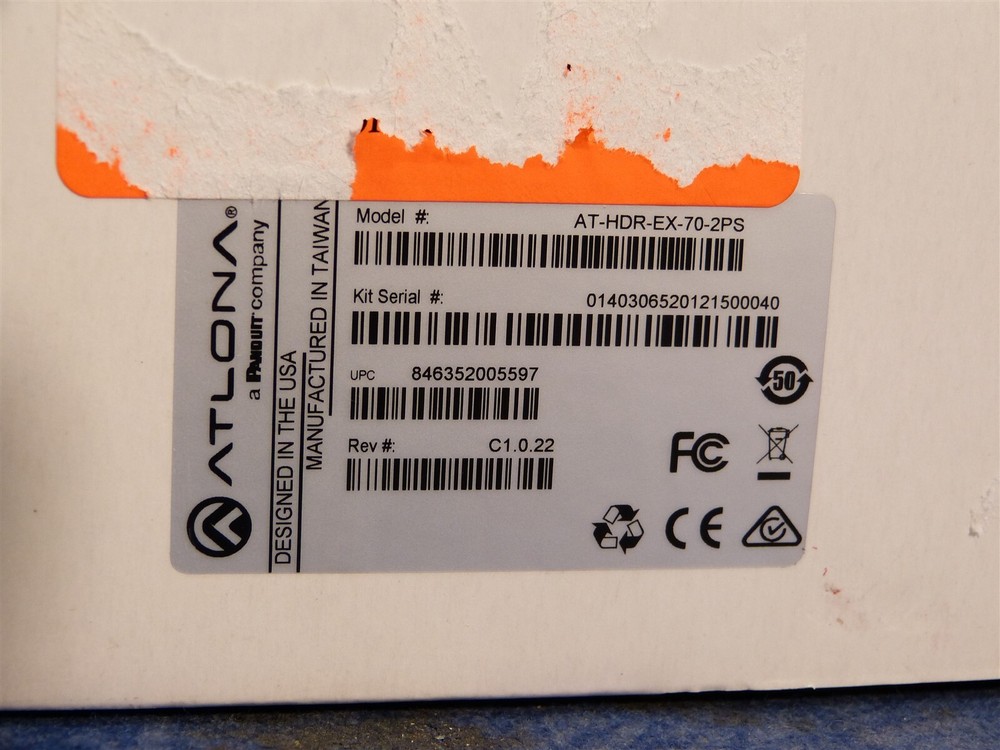 Model #: AT-HDR-EX-70-2PS
Kit Serial #: 0140306520121500040
UPC 846352005597
Rev #: C1.0.22
50
FC
CE
ATLONA®
a PANDUIT company
DESIGNED IN THE USA
MANUFACTURED IN TAIWAN